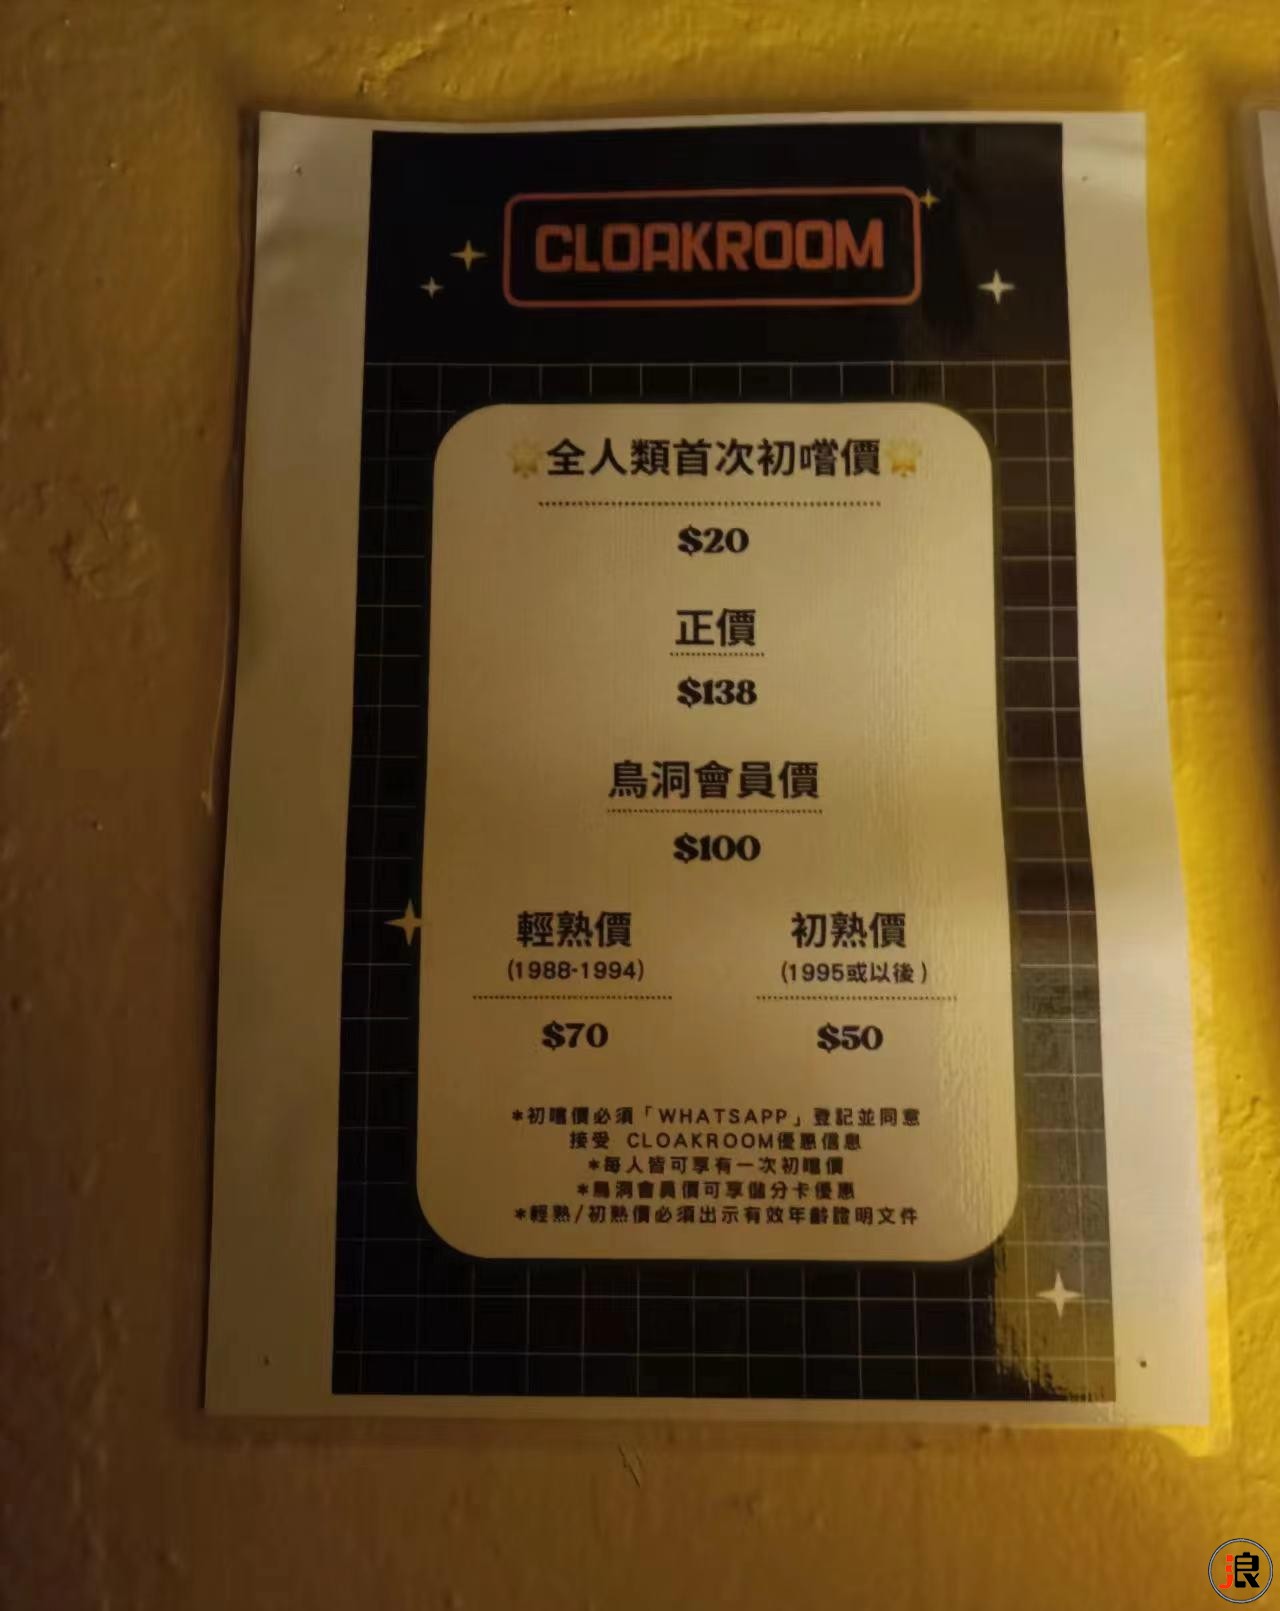 CLOAKROOM
全人類首次初嚐價
$20
正價
$138
鳥洞會員價
$100
輕熟價
初熟價
(1988-1994)
(1995或以後)
$70
$50
*初嚐價必須「WHATSAPP」登記並同意
接受 CLOAKROOM優惠信息
*每人皆可享有一次初嚐價
*鳥洞會員價可享儲分卡優惠
*輕熟/初熟價必須出示有效年齡證明文件
浪